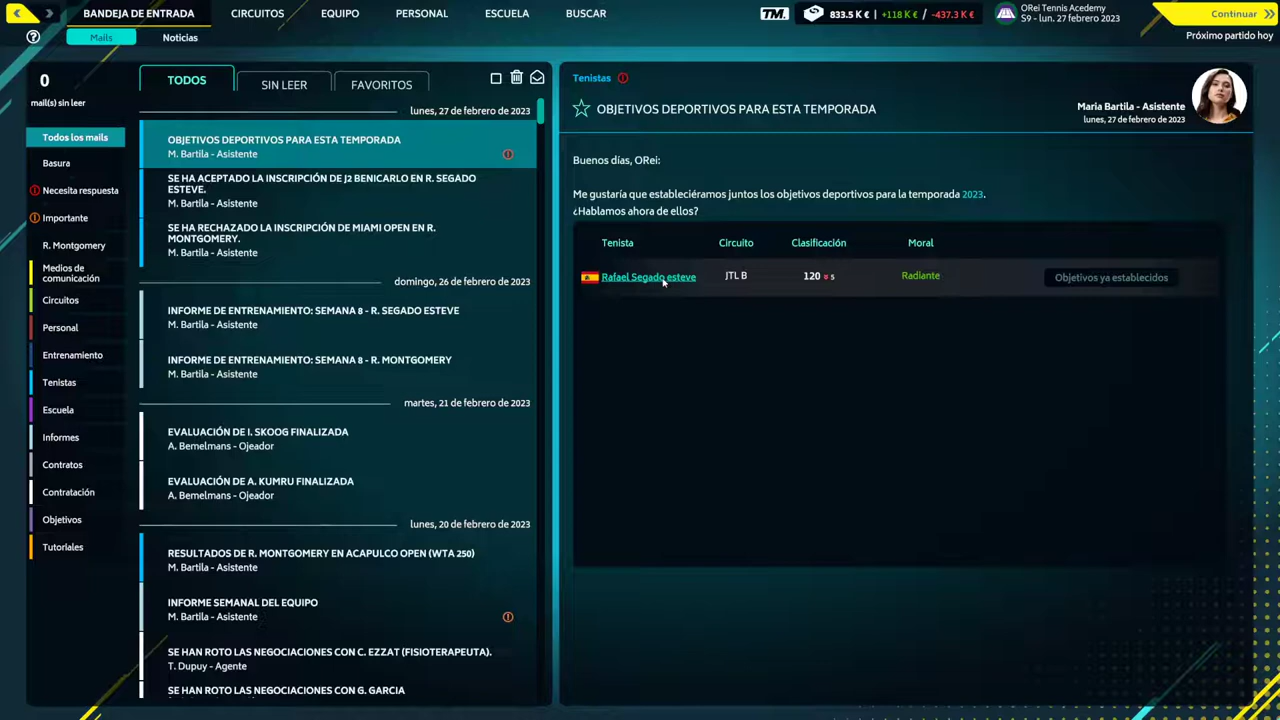 BANDEJA DE ENTRADA
CIRCUITOS
EQUIPO
PERSONAL
ESCUELA
BUSCAR
TM.
833.5 K € | +118 K € / -437.3 K €
ORei Tennis Acedemy
S9 - lun. 27 febrero 2023
Continuar
Próximo partido hoy
Mails
Noticias
0
mail(s) sin leer
Todos los mails
Basura
Necesita respuesta
Importante
R. Montgomery
Medios de
comunicación
Circuitos
Personal
Entrenamiento
Tenistas
Escuela
Informes
Contratos
Contratación
Objetivos
Tutoriales
TODOS
SIN LEER
FAVORITOS
lunes, 27 de febrero de 2023
OBJETIVOS DEPORTIVOS PARA ESTA TEMPORADA
M. Bartila - Asistente
SE HA ACEPTADO LA INSCRIPCIÓN DE J2 BENICARLO EN R. SEGADO
ESTEVE.
M. Bartila - Asistente
SE HA RECHAZADO LA INSCRIPCIÓN DE MIAMI OPEN EN R.
MONTGOMERY.
M. Bartila - Asistente
domingo, 26 de febrero de 2023
INFORME DE ENTRENAMIENTO: SEMANA 8 - R. SEGADO ESTEVE
M. Bartila - Asistente
INFORME DE ENTRENAMIENTO: SEMANA 8 - R. MONTGOMERY
M. Bartila - Asistente
martes, 21 de febrero de 2023
EVALUACIÓN DE I. SKOOG FINALIZADA
A. Bemelmans - Ojeador
EVALUACIÓN DE A. KUMRU FINALIZADA
A. Bemelmans - Ojeador
lunes, 20 de febrero de 2023
RESULTADOS DE R. MONTGOMERY EN ACAPULCO OPEN (WTA 250)
M. Bartila - Asistente
INFORME SEMANAL DEL EQUIPO
M. Bartila - Asistente
SE HAN ROTO LAS NEGOCIACIONES CON C. EZZAT (FISIOTERAPEUTA).
T. Dupuy - Agente
SE HAN ROTO LAS NEGOCIACIONES CON G. GARCIA
Tenistas
OBJETIVOS DEPORTIVOS PARA ESTA TEMPORADA
Maria Bartila - Asistente
lunes, 27 de febrero de 2023
Buenos días, ORei:
Me gustaría que estableciéramos juntos los objetivos deportivos para la temporada 2023.
¿Hablamos ahora de ellos?
Tenista Circuito Clasificación Moral
Rafael Segado esteve JTL B 120 5 Radiante Objetivos ya establecidos